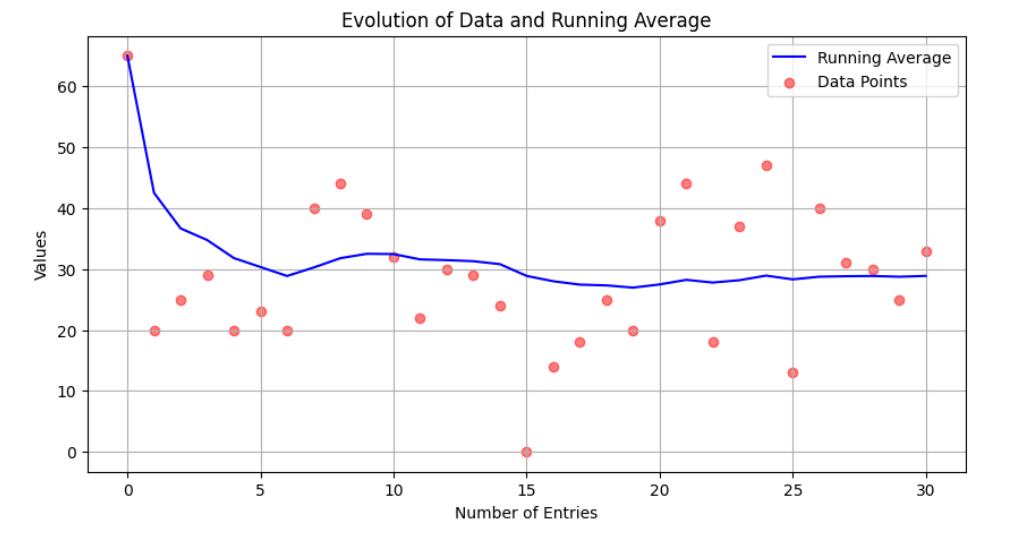 Evolution of Data and Running Average
Running Average
Data Points
60
50
40
30
20
10
0
Values
0 5 10 15 20 25 30
Number of Entries